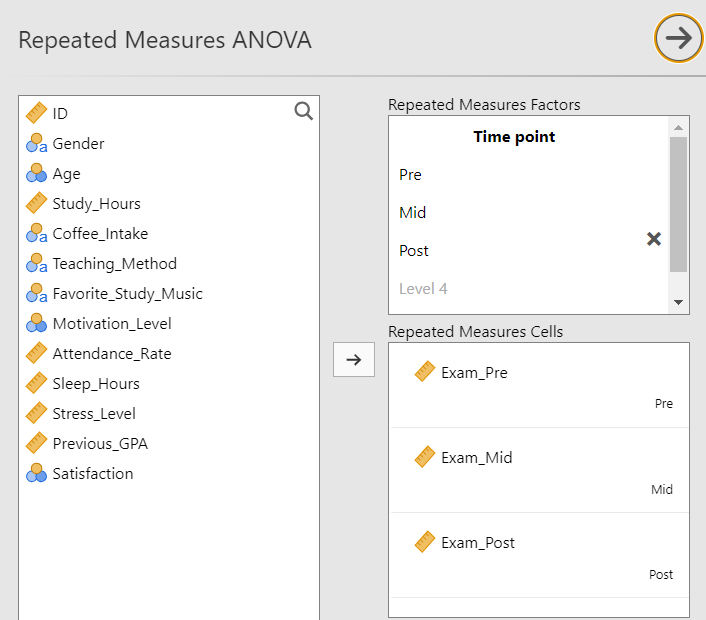 Repeated Measures ANOVA
ID
Gender
Age
Study_Hours
Coffee_Intake
Teaching_Method
Favorite_Study_Music
Motivation_Level
Attendance_Rate
Sleep_Hours
Stress_Level
Previous_GPA
Satisfaction
Repeated Measures Factors
Time point
Pre
Mid
Post
Level 4
Repeated Measures Cells
Exam_Pre
Pre
Exam_Mid
Mid
Exam_Post
Post